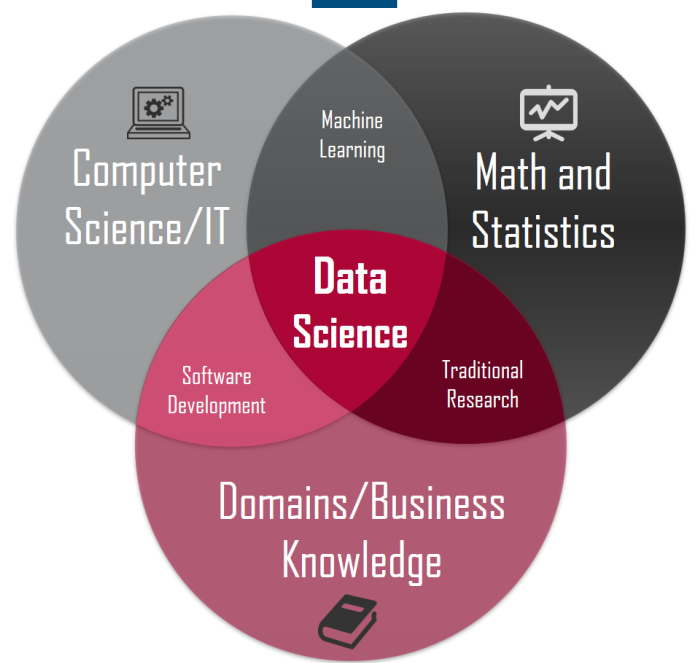 Machine
Learning
Computer
Science/IT
Math and
Statistics
Data
Science
Software
Development
Traditional
Research
Domains/Business
Knowledge